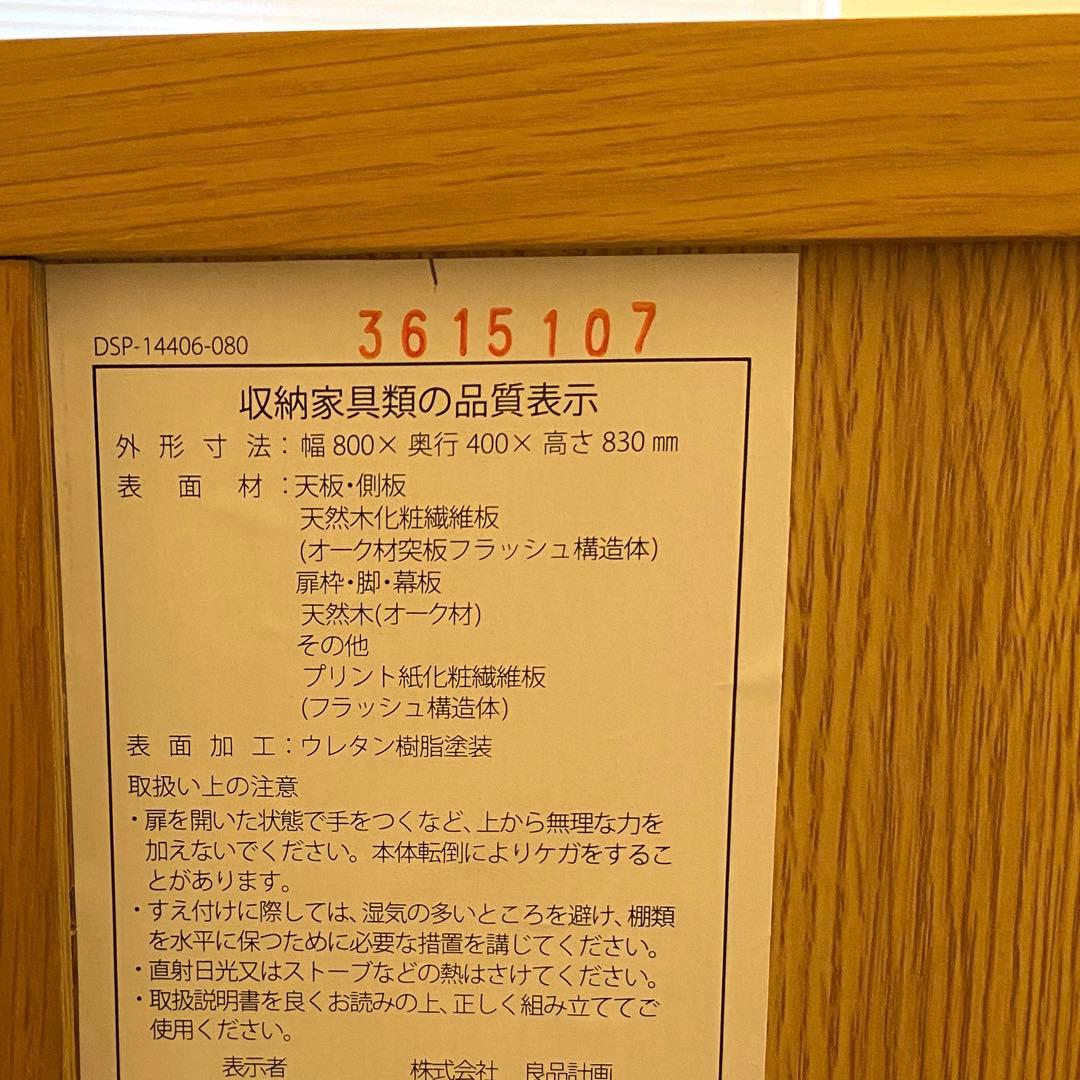 DSP-14406-080 3615107
収納家具類の品質表示
外形寸法：幅800×奥行400×高さ830㎜
表面材：天板・側板
天然木化粧繊維板
(オーク材突板フラッシュ構造体)
扉枠・脚・幕板
天然木(オーク材)
その他
プリント紙化粧繊維板
(フラッシュ構造体)
表面加工：ウレタン樹脂塗装
取扱い上の注意
・扉を開いた状態で手をつくなど、上から無理な力を
加えないでください。本体転倒によりケガをするこ
とがあります。
・すえ付けに際しては、湿気の多いところを避け、棚類
を水平に保つために必要な措置を講じてください。
・直射日光又はストーブなどの熱はさけてください。
・取扱説明書を良くお読みの上、正しく組み立ててご
使用ください。
表示者 株式会社 良品計画